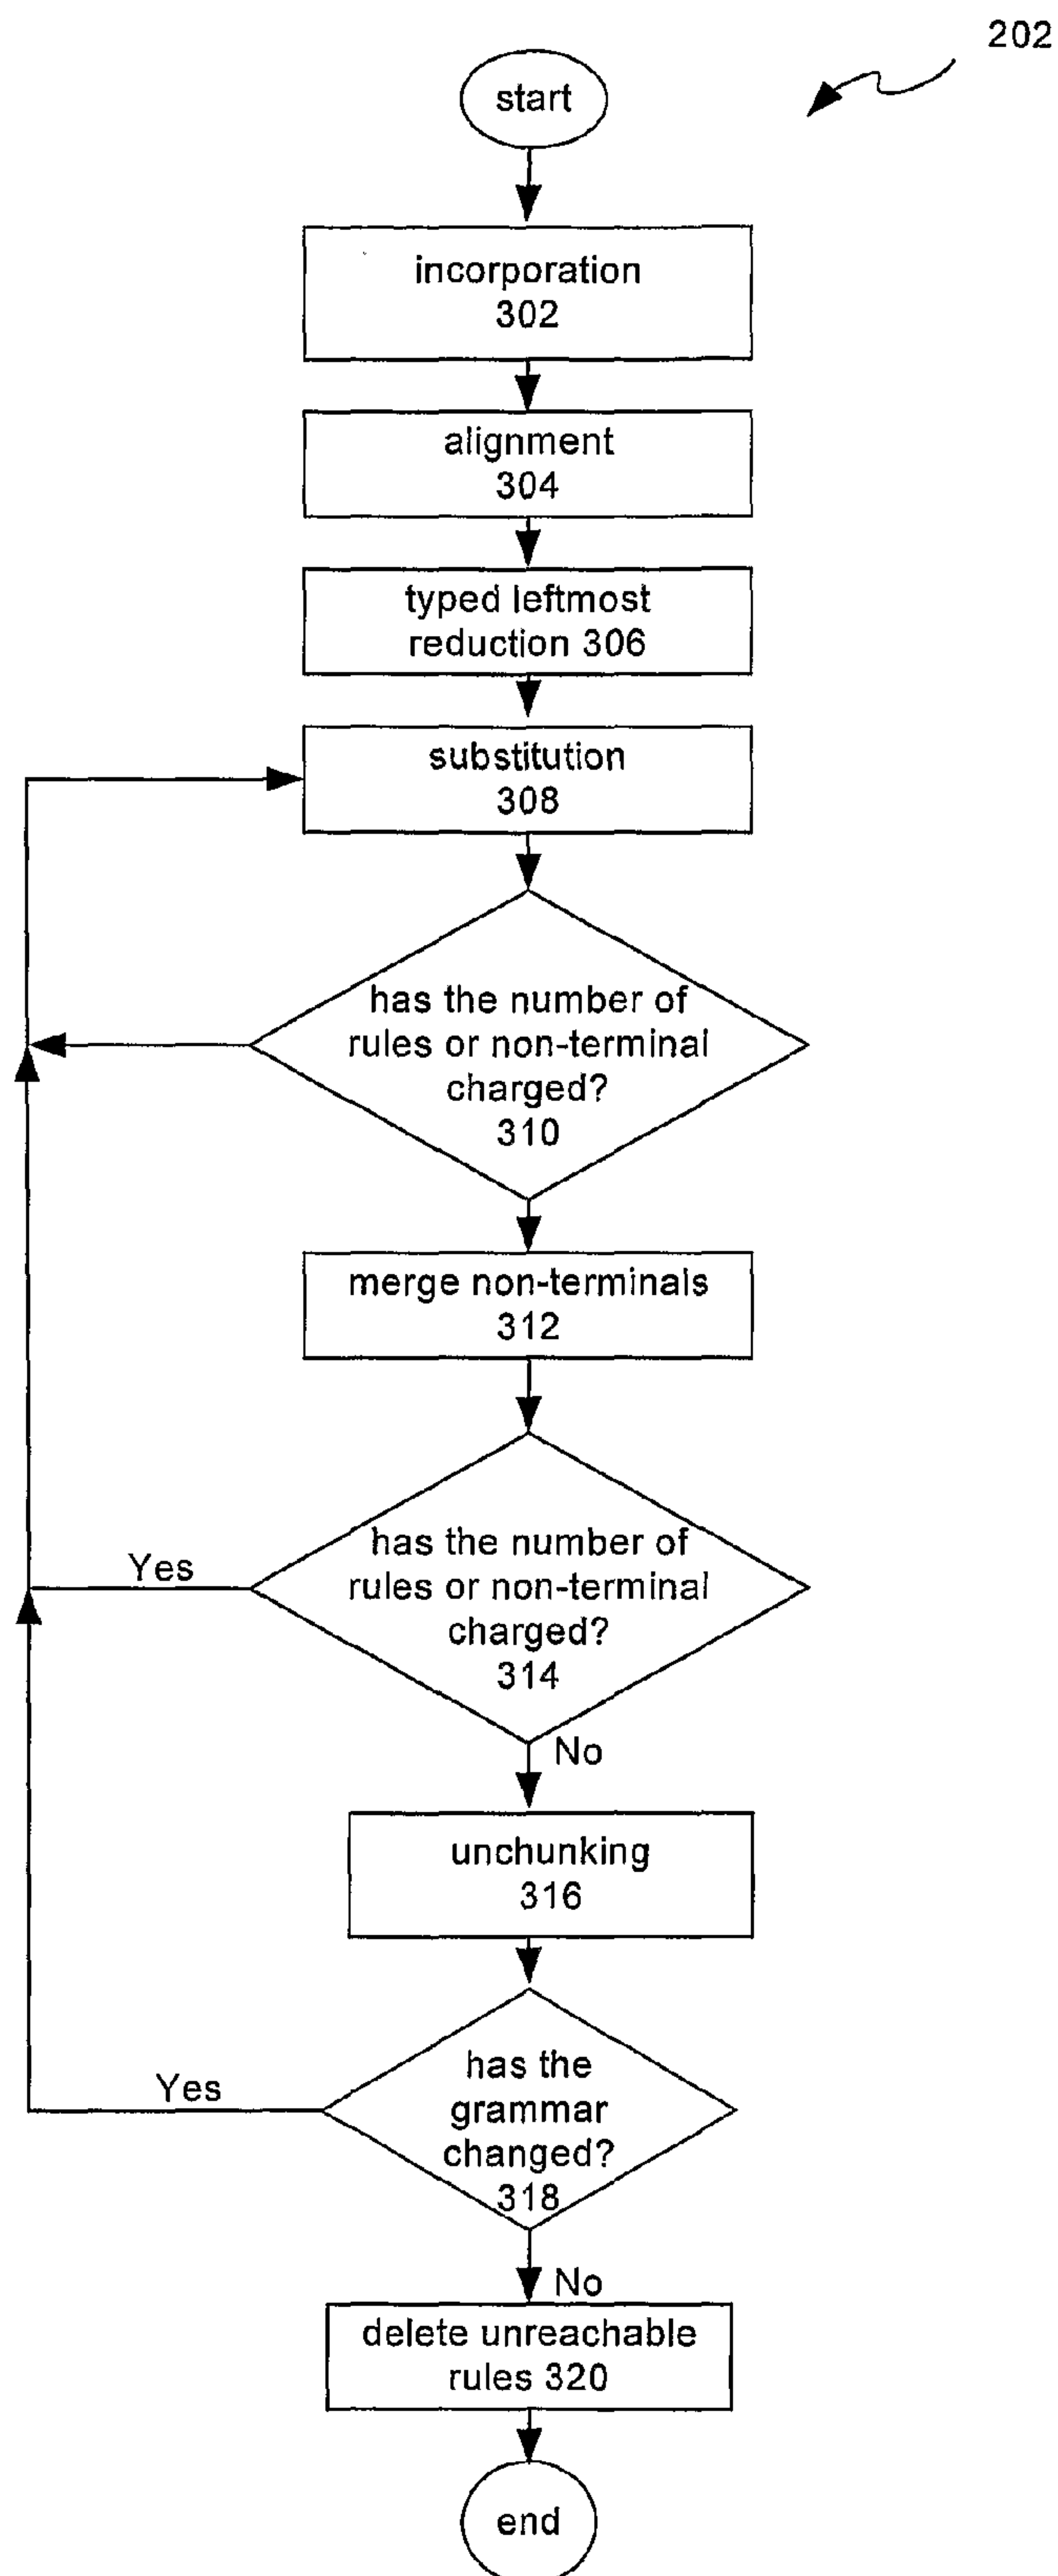 202
start
incorporation
302
alignment
304
typed leftmost
reduction 306
substitution
308
has the number of
rules or non-terminal
charged?
310
merge non-terminals
312
has the number of
rules or non-terminal
charged?
314
Yes
No
unchunking
316
has the
grammar
changed?
318
Yes
No
delete unreachable
rules 320
end